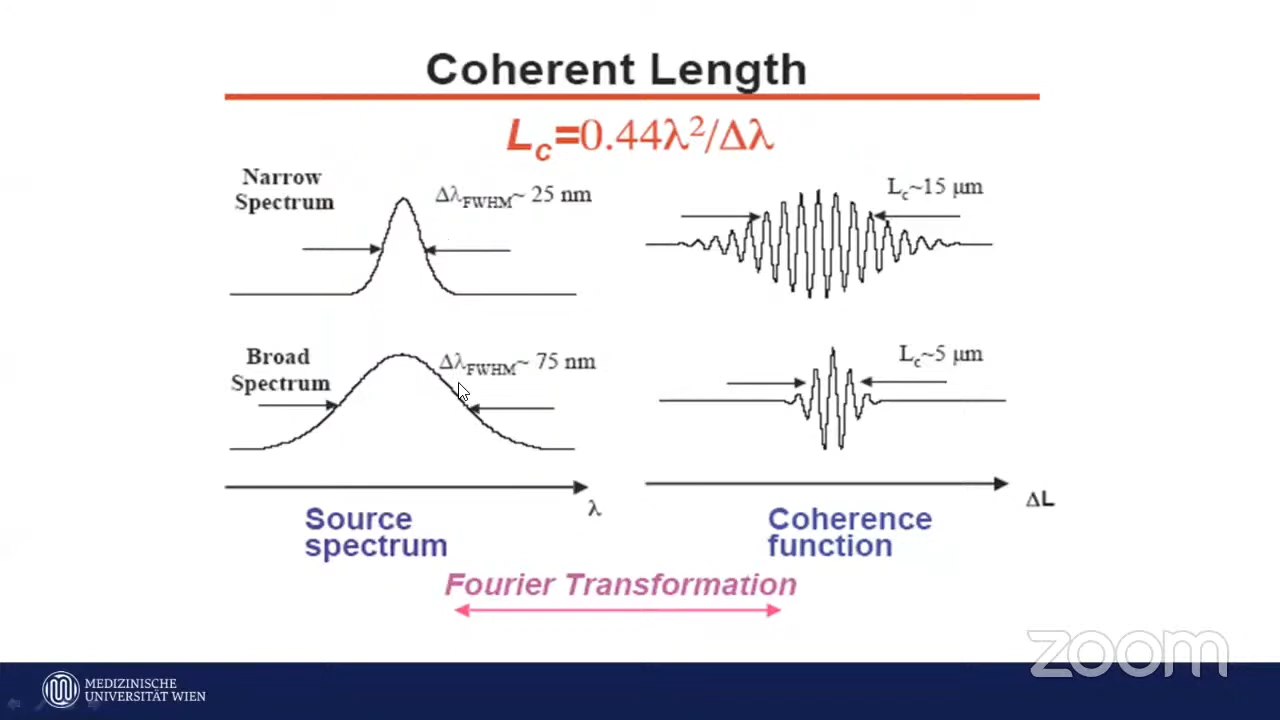 Coherent Length
Lc=0.44λ²/Δλ
Narrow
Spectrum
ΔλFWHM~ 25 nm
Lc~15 μm
Broad
Spectrum
ΔλFWHM~ 75 nm
Lc~5 μm
λ
ΔL
Source
spectrum
Coherence
function
Fourier Transformation
zoom
MEDIZINISCHE
UNIVERSITÄT WIEN